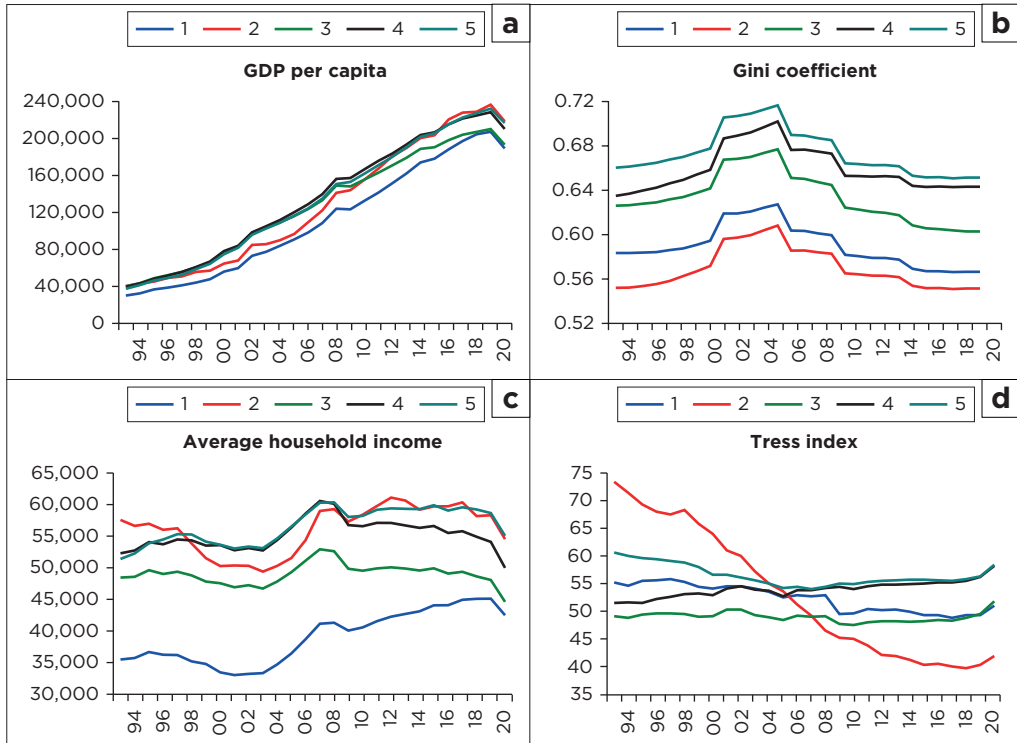 1 2 3 4 5 a
GDP per capita
240,000
200,000
160,000
120,000
80,000
40,000
0
94 96 98 00 02 04 06 08 10 12 14 16 18 20
1 2 3 4 5 b
Gini coefficient
0.72
0.68
0.64
0.60
0.56
0.52
94 96 98 00 02 04 06 08 10 12 14 16 18 20
1 2 3 4 5 c
Average household income
65,000
60,000
55,000
50,000
45,000
40,000
35,000
30,000
94 96 98 00 02 04 06 08 10 12 14 16 18 20
1 2 3 4 5 d
Tress index
75
70
65
60
55
50
45
40
35
94 96 98 00 02 04 06 08 10 12 14 16 18 20